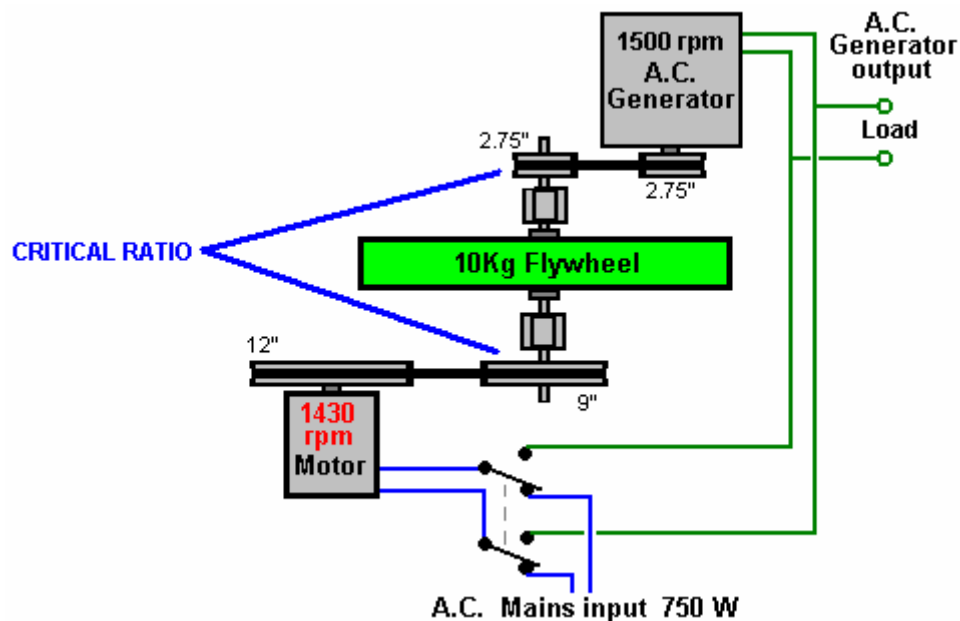 1500 rpm
A.C.
Generator
A.C.
Generator
output
Load
2.75"
2.75"
CRITICAL RATIO
10Kg Flywheel
12"
9"
1430
rpm
Motor
A.C. Mains input 750 W